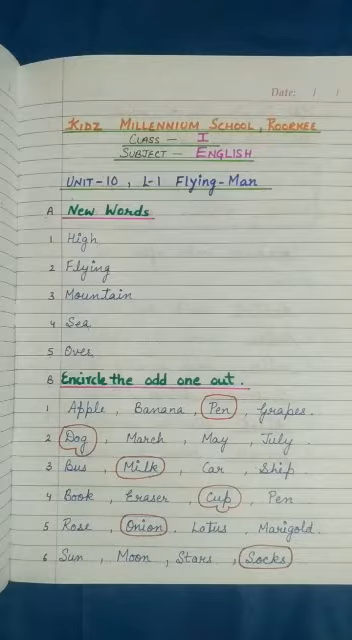 Date: / /
KIDZ MILLENNIUM SCHOOL, ROORKEE
CLASS - I
SUBJECT - ENGLISH
UNIT-10, L-1 Flying-Man
A New Words
1 High
2 Flying
3 Mountain
4 Sea
5 Over
B Encircle the odd one out.
1 Apple, Banana, Pen, Grapes.
2 Dog, March, May, July.
3 Bus, Milk, Car, Ship
4 Book, Eraser, Cup, Pen
5 Rose, Onion, Lotus, Marigold.
6 Sun, Moon, Stars, Socks